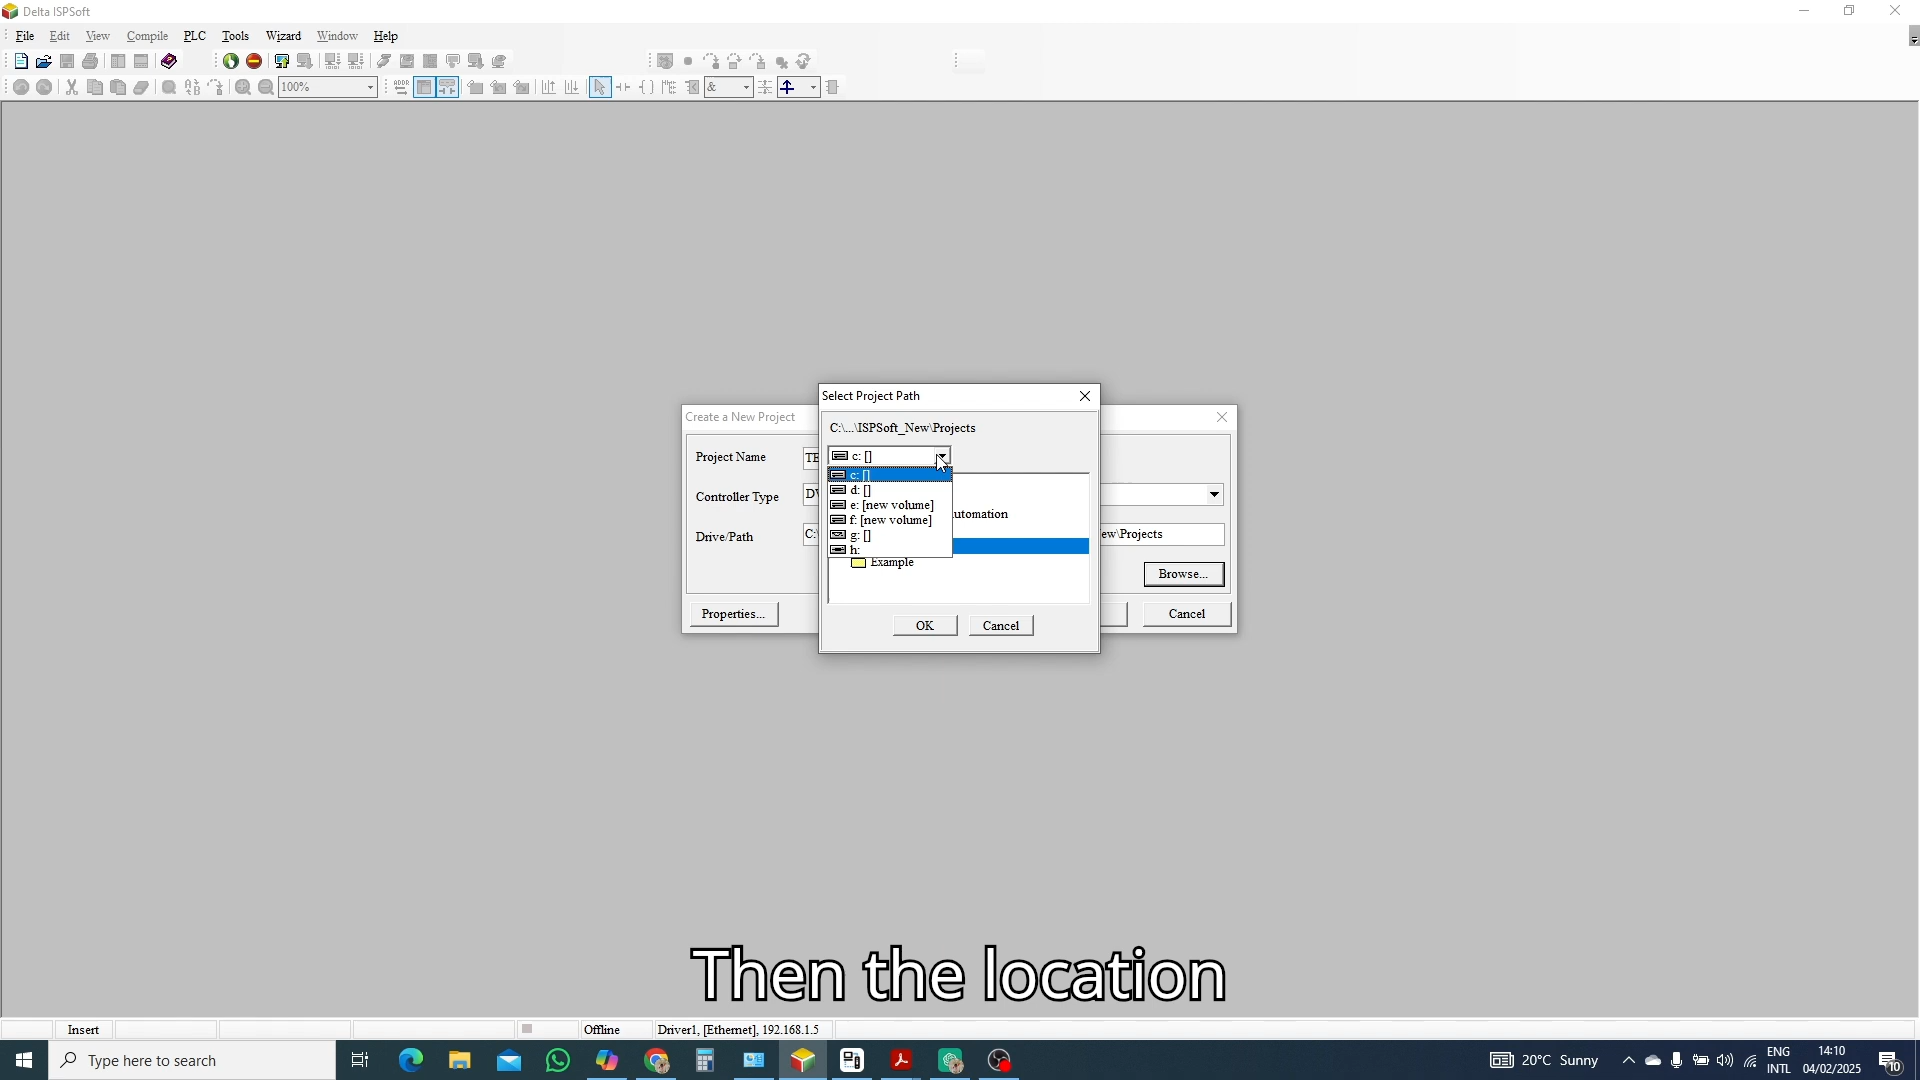 Delta ISPSoft
File Edit View Compile PLC Tools Wizard Window Help
100%
&
Select Project Path
Create a New Project
C:\...\ISPSoft_New\Projects
Project Name
c: []
c: []
Controller Type
d: []
e: [new volume]
utomation
f: [new volume]
Drive/Path
C:\
g: []
ew\Projects
h:
Example
Browse...
Properties...
Cancel
OK Cancel
Then the location
Insert Offline Driver1, [Ethernet], 192.168.1.5
Type here to search
20°C Sunny
ENG
INTL
14:10
04/02/2025
10